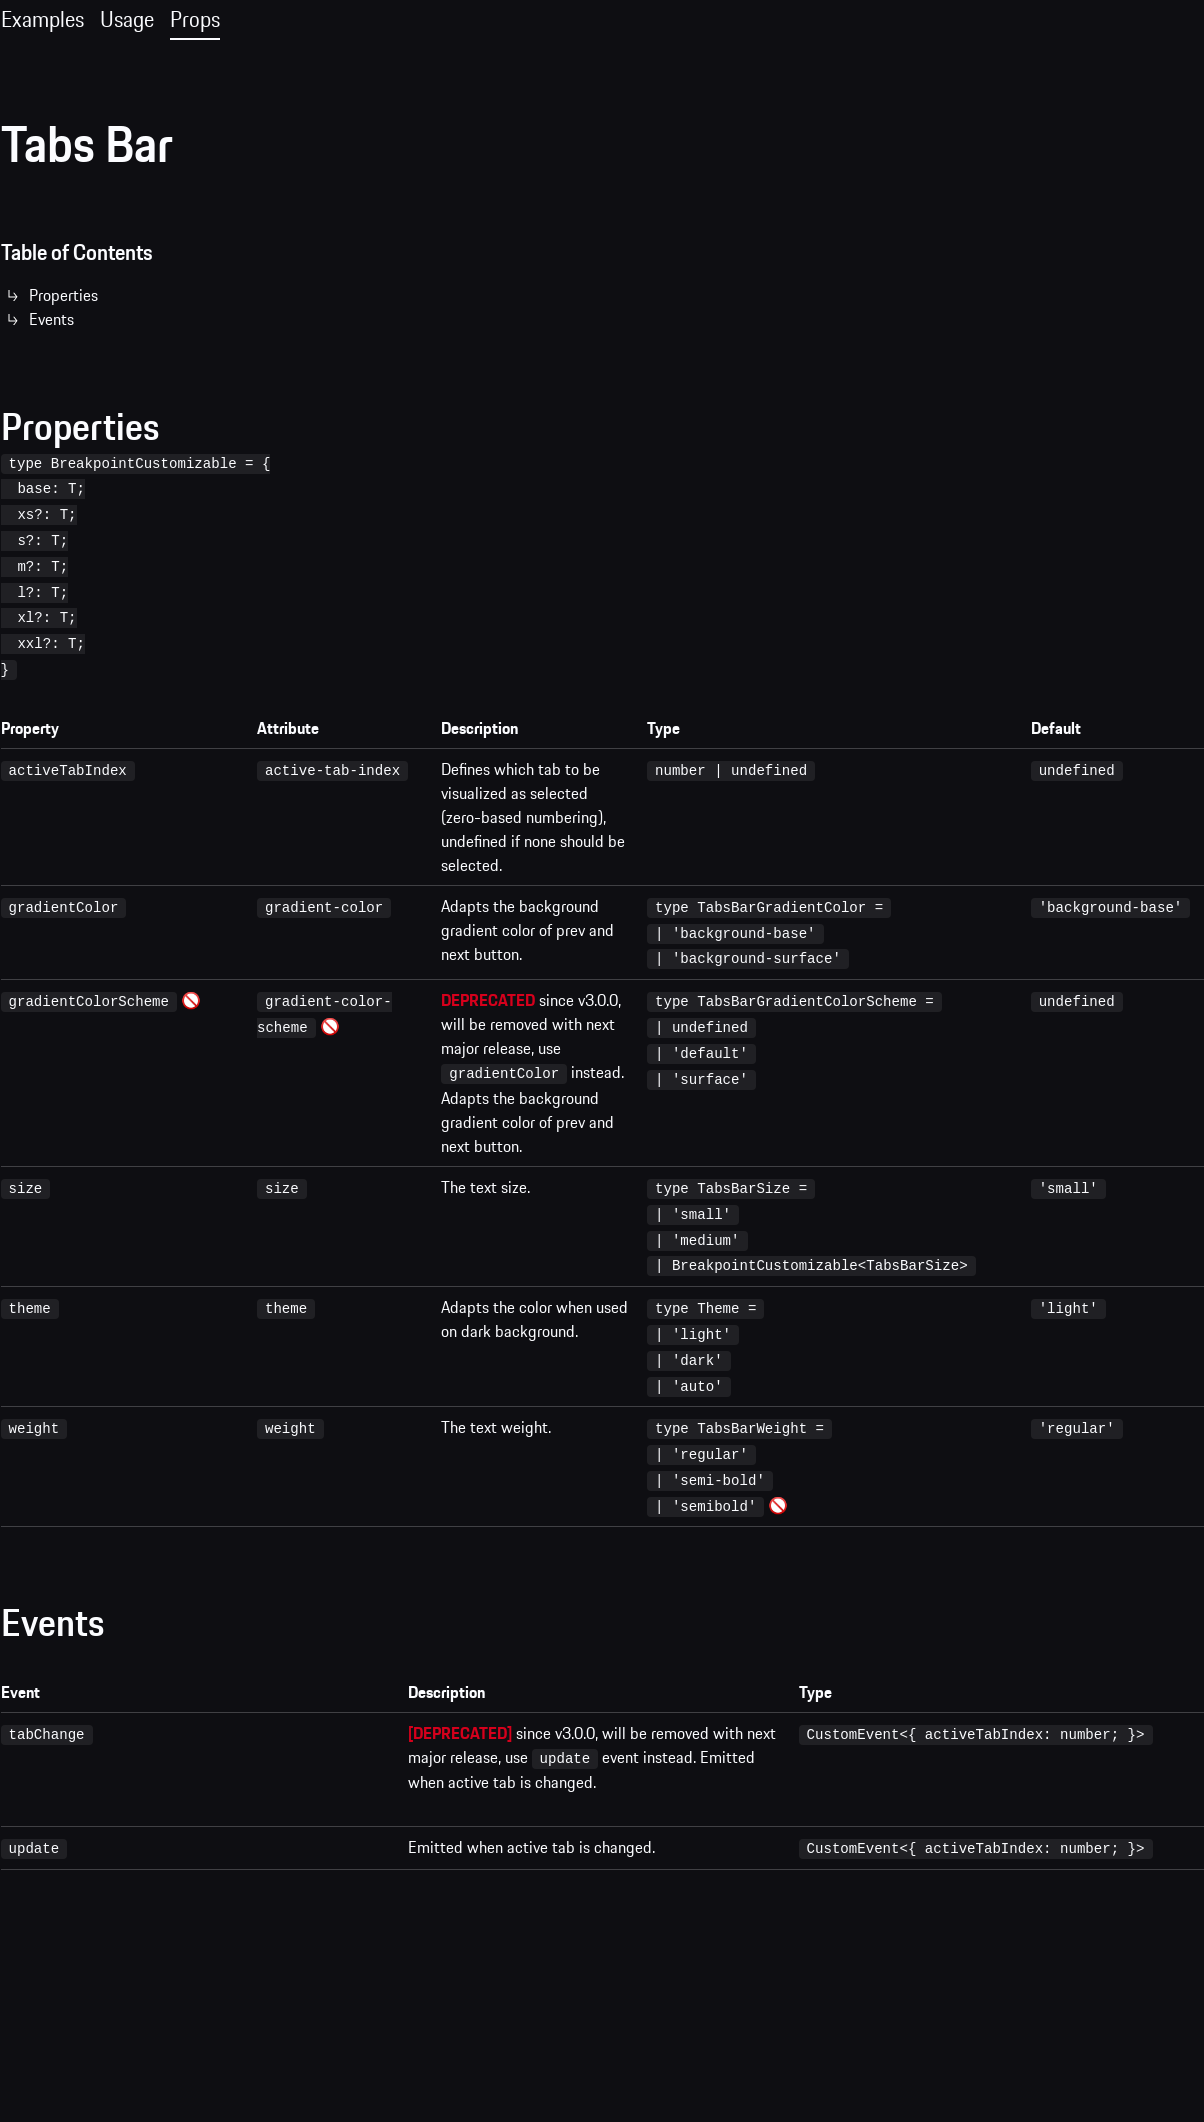 Examples Usage Props
Tabs Bar
Table of Contents
Properties
Events
Properties
type BreakpointCustomizable = {
base: T;
xs?: T;
s?: T;
m?: T;
l?: T;
xl?: T;
xxl?: T;
}
Property Attribute Description Type Default
activeTabIndex active-tab-index Defines which tab to be number | undefined undefined
visualized as selected
(zero-based numbering),
undefined if none should be
selected.
gradientColor gradient-color Adapts the background type TabsBarGradientColor = 'background-base'
gradient color of prev and | 'background-base'
next button. | 'background-surface'
gradientColorScheme 🚫 gradient-color- DEPRECATED since v3.0.0, type TabsBarGradientColorScheme = undefined
scheme 🚫 will be removed with next | undefined
major release, use | 'default'
gradientColor instead. | 'surface'
Adapts the background
gradient color of prev and
next button.
size size The text size. type TabsBarSize = 'small'
| 'small'
| 'medium'
| BreakpointCustomizable<TabsBarSize>
theme theme Adapts the color when used type Theme = 'light'
on dark background. | 'light'
| 'dark'
| 'auto'
weight weight The text weight. type TabsBarWeight = 'regular'
| 'regular'
| 'semi-bold'
| 'semibold' 🚫
Events
Event Description Type
tabChange [DEPRECATED] since v3.0.0, will be removed with next CustomEvent<{ activeTabIndex: number; }>
major release, use update event instead. Emitted
when active tab is changed.
update Emitted when active tab is changed. CustomEvent<{ activeTabIndex: number; }>